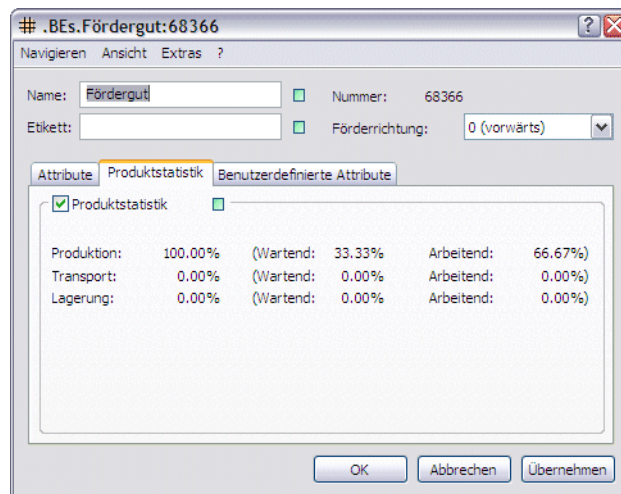 .BEs.Fördergut:68366
Navigieren Ansicht Extras ?
Name: Fördergut Nummer: 68366
Etikett: Förderrichtung: 0 (vorwärts)
Attribute Produktstatistik Benutzerdefinierte Attribute
Produktstatistik
Produktion: 100.00% (Wartend: 33.33% Arbeitend: 66.67%)
Transport: 0.00% (Wartend: 0.00% Arbeitend: 0.00%)
Lagerung: 0.00% (Wartend: 0.00% Arbeitend: 0.00%)
OK Abbrechen Übernehmen